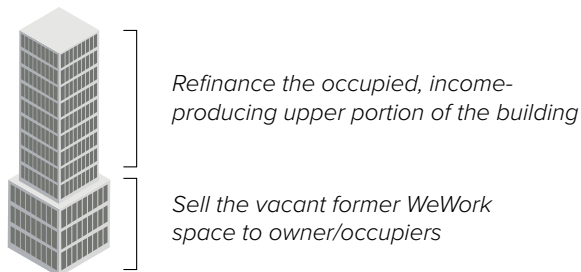 Refinance the occupied, income-
producing upper portion of the building
Sell the vacant former WeWork
space to owner/occupiers